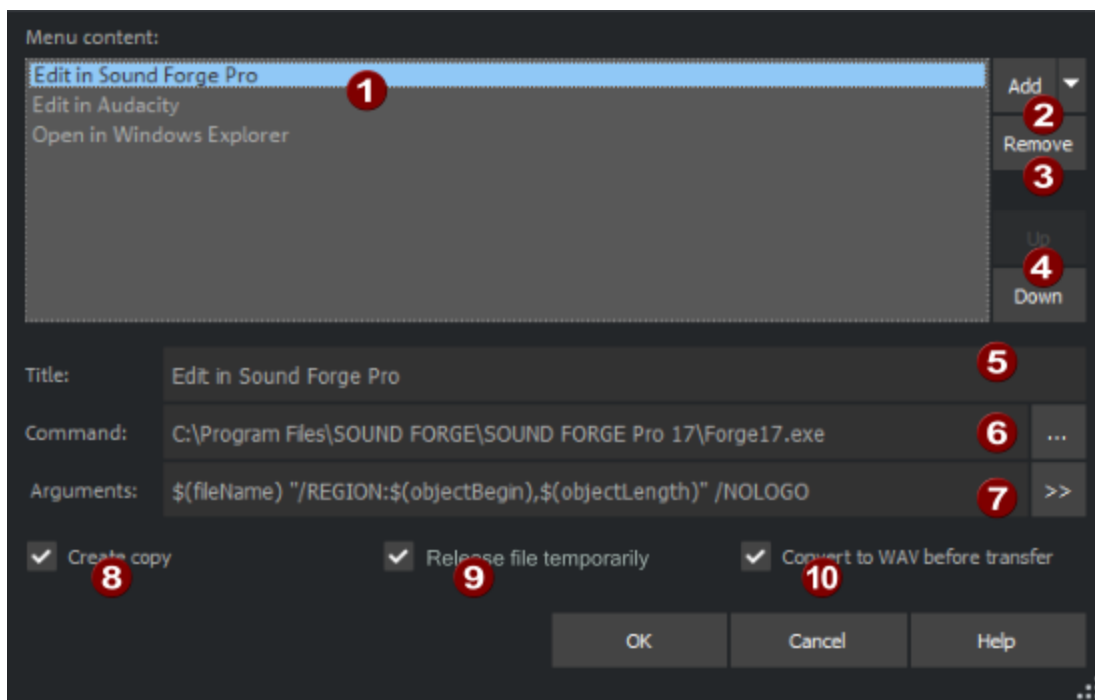 Menu content:
Edit in Sound Forge Pro
1
Edit in Audacity
Open in Windows Explorer
Add
2
Remove
3
Up
4
Down
Title:
Edit in Sound Forge Pro
5
Command:
C:\Program Files\SOUND FORGE\SOUND FORGE Pro 17\Forge17.exe
6
...
Arguments:
$(fileName) "/REGION:$(objectBegin),$(objectLength)" /NOLOGO
7
>>
Create copy
8
Release file temporarily
9
Convert to WAV before transfer
10
OK
Cancel
Help